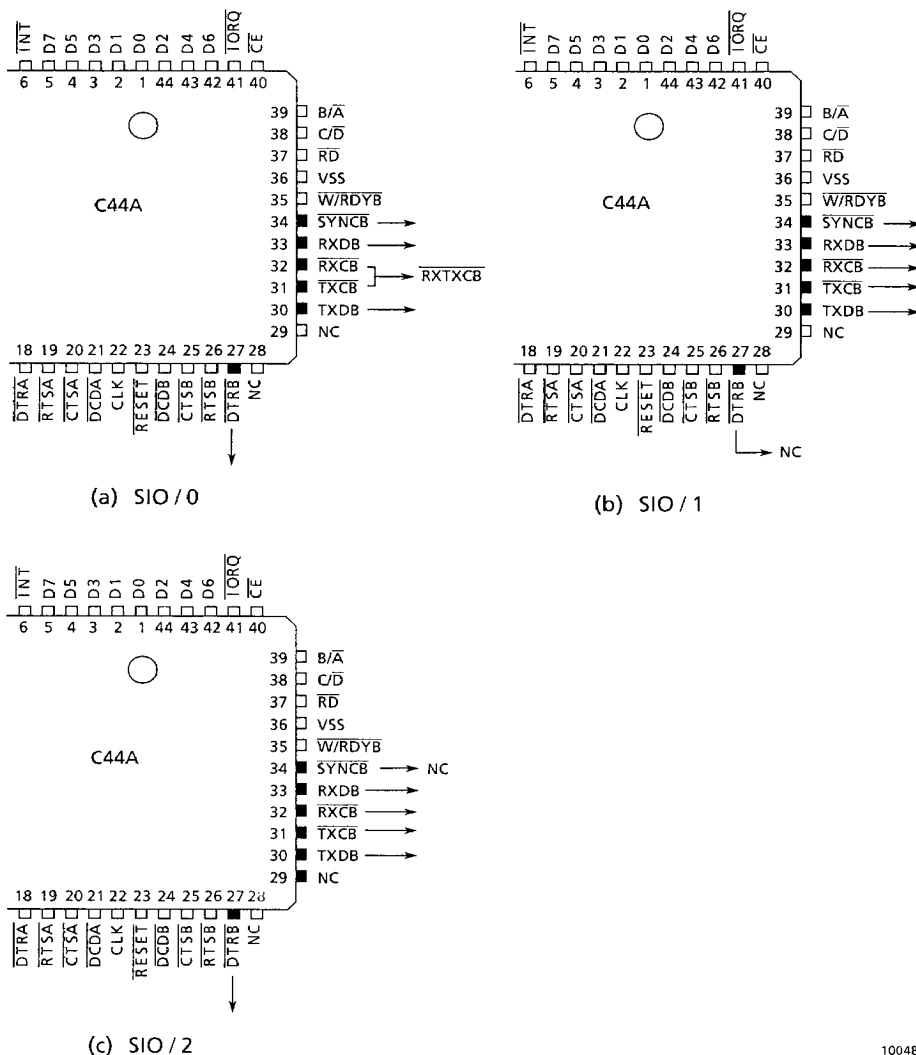 INT D7 D5 D3 D1 D0 D2 D4 D6 IORQ CE
6 5 4 3 2 1 44 43 42 41 40
39 B/A
38 C/D
37 RD
36 VSS
C44A
35 W/RDYB
34 SYNCB
33 RXDB
32 RXCB
RXTXCB
31 TXCB
30 TXDB
29 NC
18 19 20 21 22 23 24 25 26 27 28
DTRA RTSA CTSA DCDA CLK RESET DCDB CTSB RTSB DTRB NC
(a) SIO / 0
INT D7 D5 D3 D1 D0 D2 D4 D6 IORQ CE
6 5 4 3 2 1 44 43 42 41 40
39 B/A
38 C/D
37 RD
36 VSS
C44A
35 W/RDYB
34 SYNCB
33 RXDB
32 RXCB
31 TXCB
30 TXDB
29 NC
18 19 20 21 22 23 24 25 26 27 28
DTRA RTSA CTSA DCDA CLK RESET DCDB CTSB RTSB DTRB NC
NC
(b) SIO / 1
INT D7 D5 D3 D1 D0 D2 D4 D6 IORQ CE
6 5 4 3 2 1 44 43 42 41 40
39 B/A
38 C/D
37 RD
36 VSS
C44A
35 W/RDYB
34 SYNCB NC
33 RXDB
32 RXCB
31 TXCB
30 TXDB
29 NC
18 19 20 21 22 23 24 25 26 27 28
DTRA RTSA CTSA DCDA CLK RESET DCDB CTSB RTSB DTRB NC
(c) SIO / 2
10048